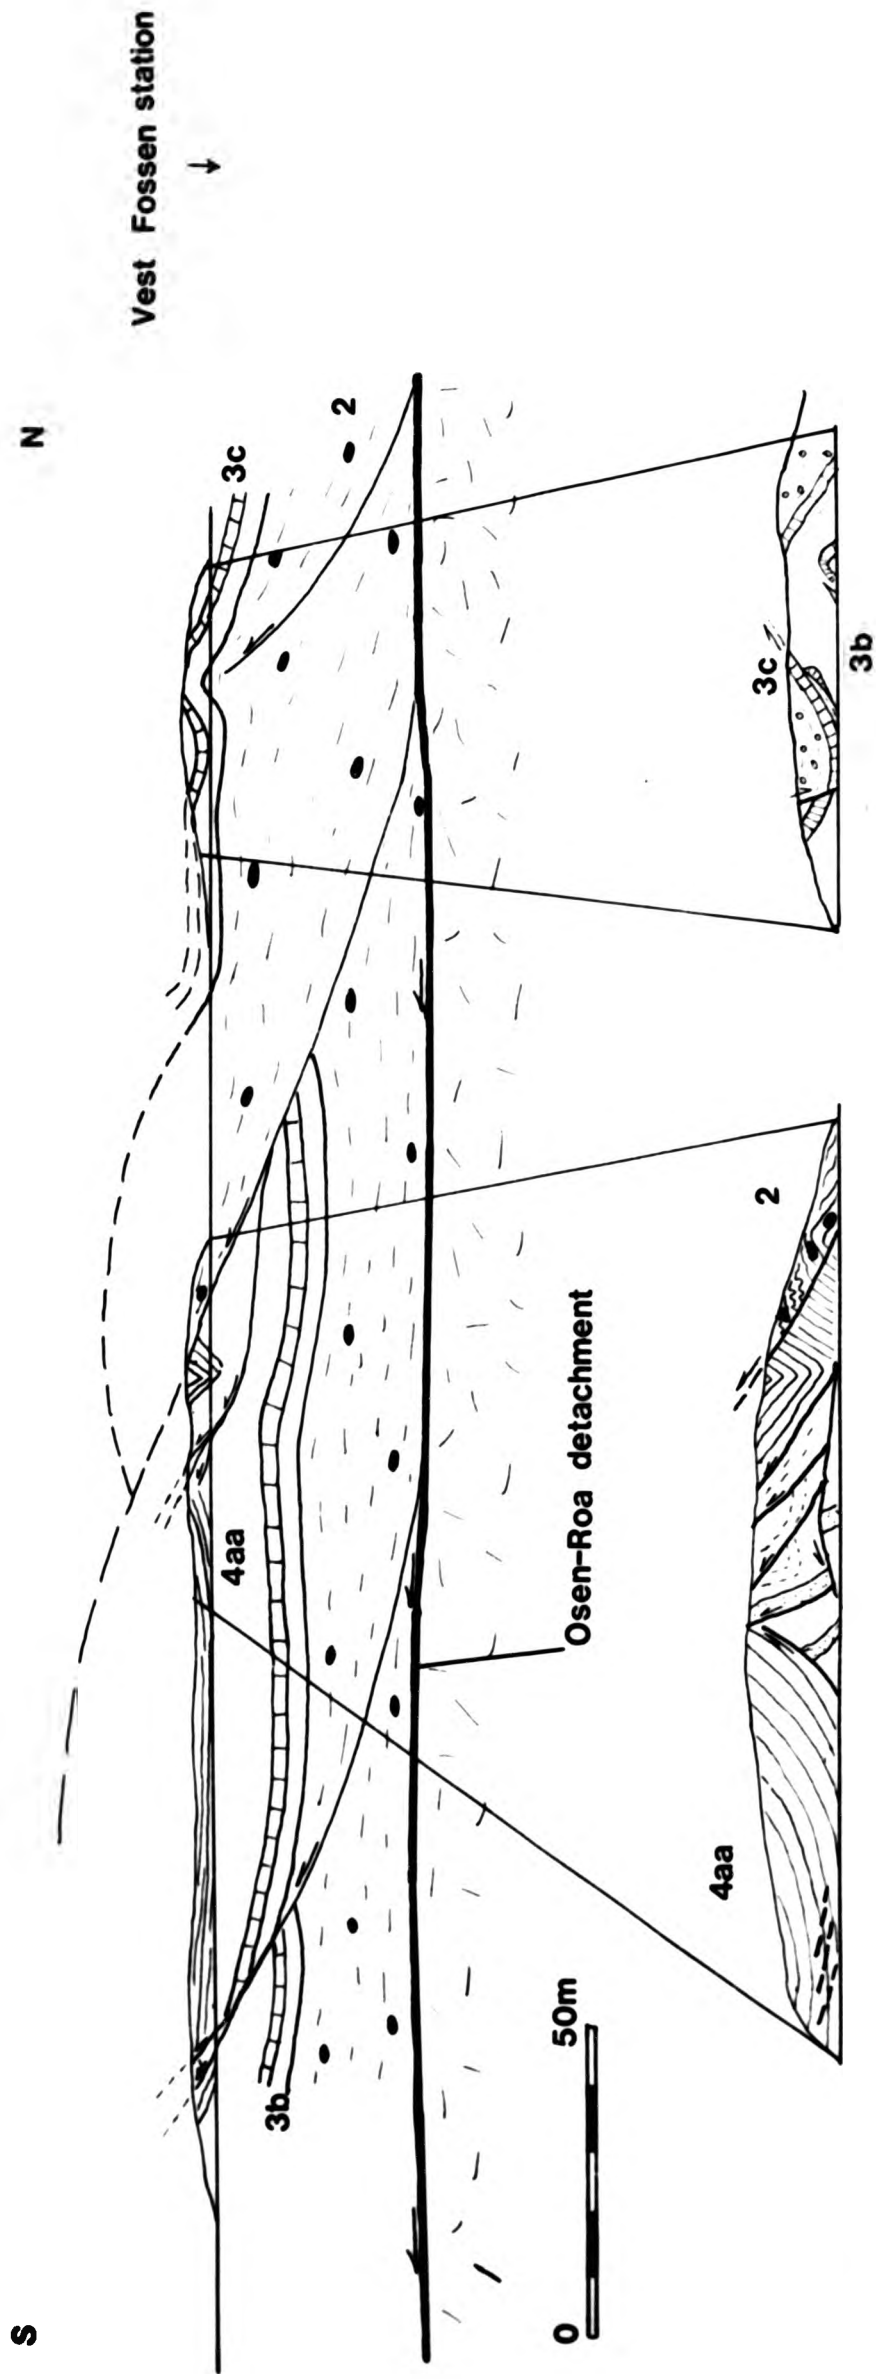 S
N
Vest Fossen station
3c
2
4aa
3b
Osen-Roa detachment
0
50m
4aa
2
3c
3b